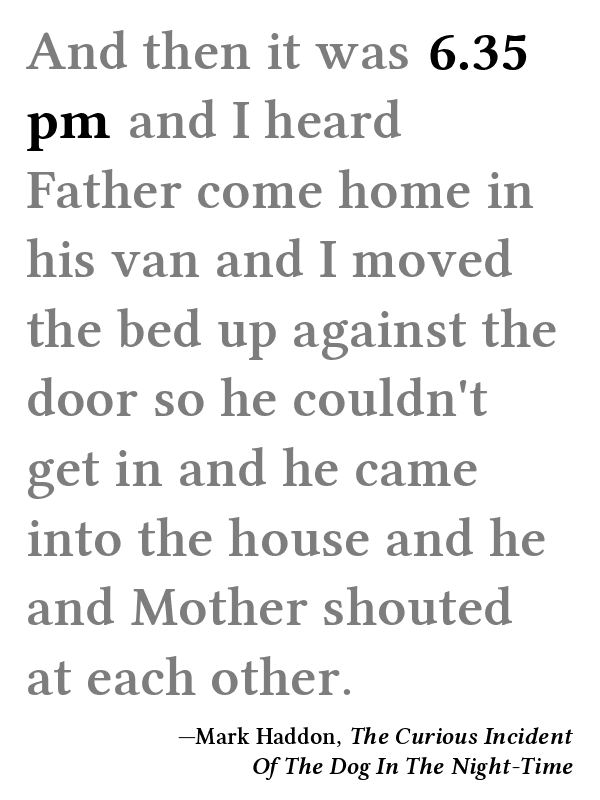 And then it was 6.35
pm and I heard
Father come home in
his van and I moved
the bed up against the
door so he couldn't
get in and he came
into the house and he
and Mother shouted
at each other.
—Mark Haddon, The Curious Incident
Of The Dog In The Night-Time